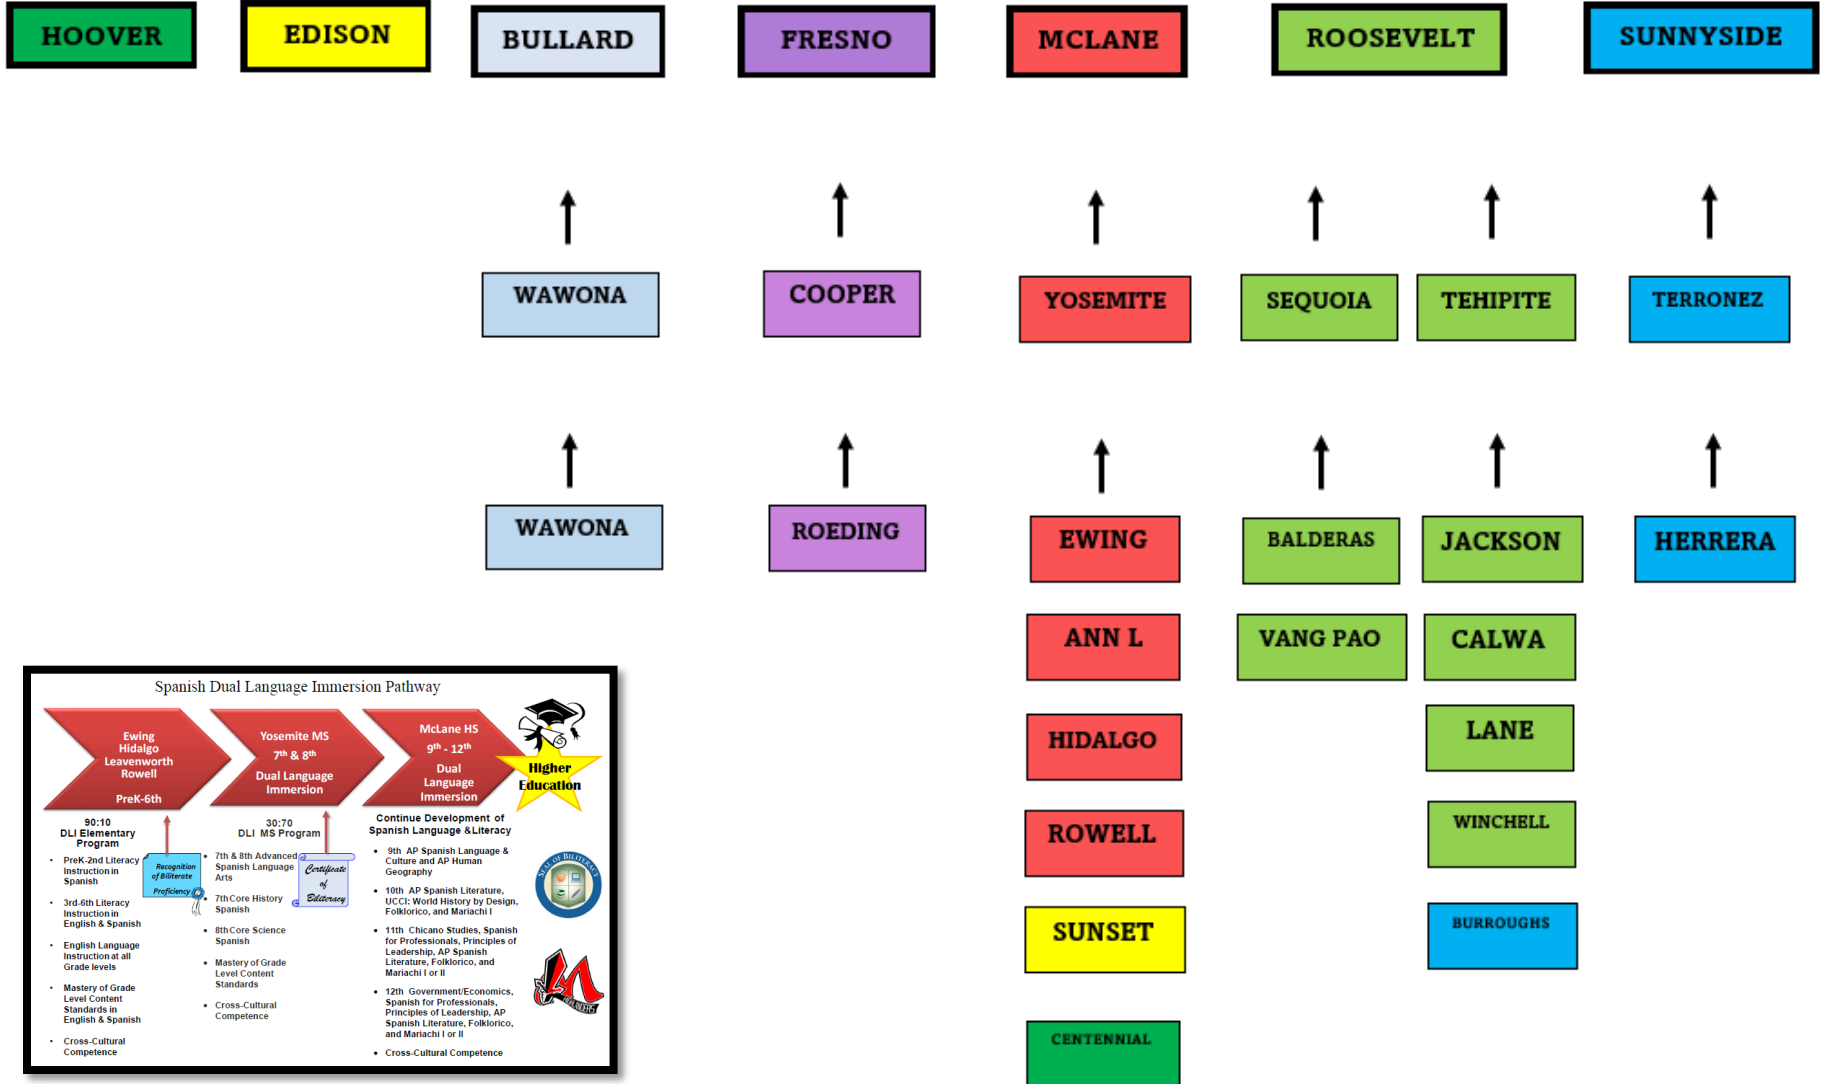 HOOVER
EDISON
BULLARD
FRESNO
MCLANE
ROOSEVELT
SUNNYSIDE
WAWONA
COOPER
YOSEMITE
SEQUOIA
TEHIPITE
TERRONEZ
WAWONA
ROEDING
EWING
BALDERAS
JACKSON
HERRERA
ANN L
VANG PAO
CALWA
HIDALGO
LANE
ROWELL
WINCHELL
SUNSET
BURROUGHS
CENTENNIAL
Spanish Dual Language Immersion Pathway
Ewing
Hidalgo
Leavenworth
Rowell
PreK-6th
Yosemite MS
7th & 8th
Dual Language
Immersion
McLane HS
9th - 12th
Dual
Language
Immersion
Higher
Education
90:10
DLI Elementary
Program
• PreK-2nd Literacy
Instruction in
Spanish
• 3rd-6th Literacy
Instruction in
English & Spanish
• English Language
Instruction at all
Grade levels
• Mastery of Grade
Level Content
Standards in
English & Spanish
• Cross-Cultural
Competence
Recognition
of Biliterate
Proficiency
30:70
DLI MS Program
• 7th & 8th Advanced
Spanish Language
Arts
• 7thCore History
Spanish
• 8thCore Science
Spanish
• Mastery of Grade
Level Content
Standards
• Cross-Cultural
Competence
Certificate
of
Biliteracy
Continue Development of
Spanish Language &Literacy
• 9th AP Spanish Language &
Culture and AP Human
Geography
• 10th AP Spanish Literature,
UCCI: World History by Design,
Folklorico, and Mariachi I
• 11th Chicano Studies, Spanish
for Professionals, Principles of
Leadership, AP Spanish
Literature, Folklorico, and
Mariachi I or II
• 12th Government/Economics,
Spanish for Professionals,
Principles of Leadership, AP
Spanish Literature, Folklorico,
and Mariachi I or II
• Cross-Cultural Competence
SEAL OF BILITERACY
HIGHLANDERS